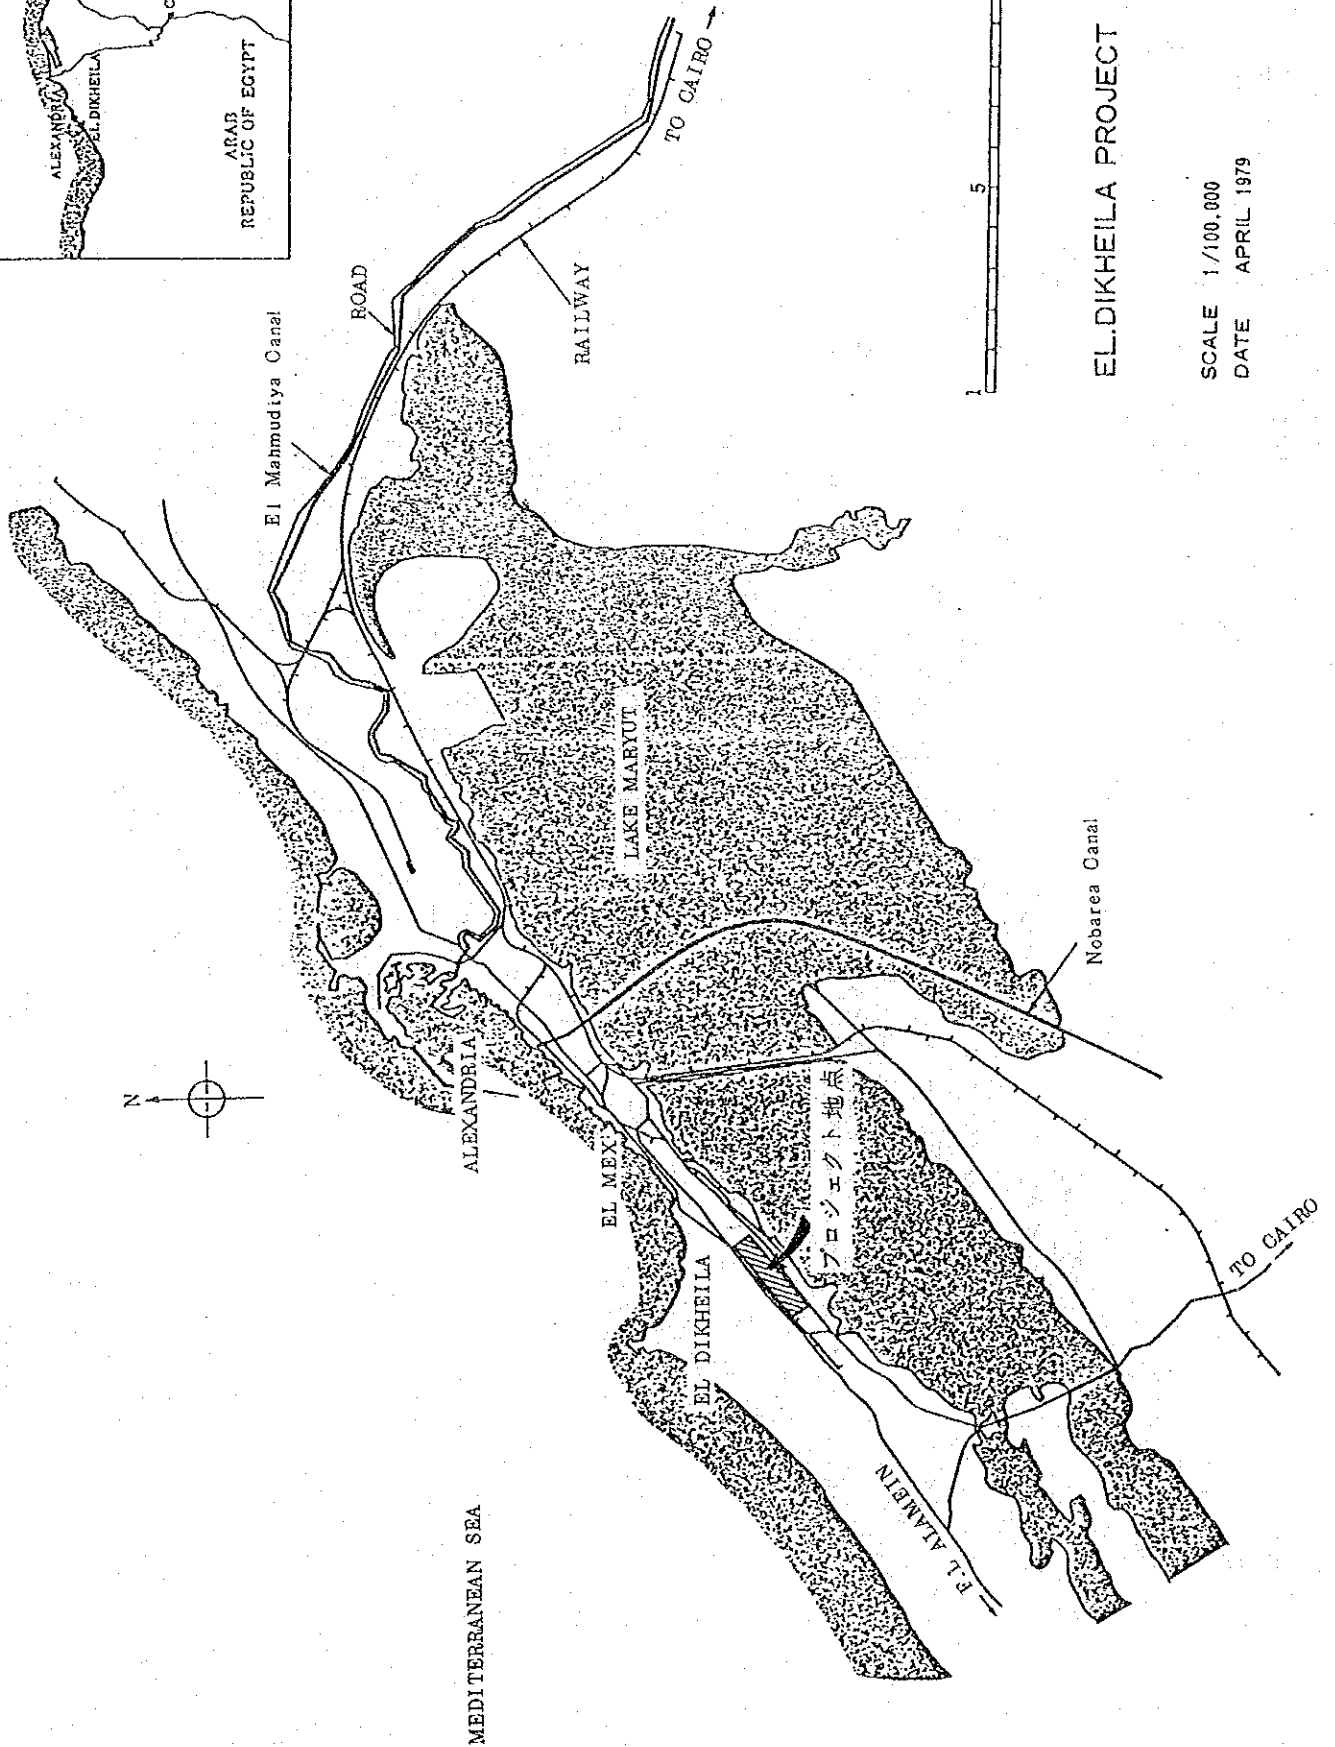 ALEXANDRIA
EL DIKHEILA
C
ARAB
REPUBLIC OF EGYPT
TO CAIRO
ROAD
El Mahmudiya Canal
RAILWAY
N
ALEXANDRIA
LAKE MARYUT
Nobarea Canal
EL MEX
プロジェクト地点
EL DIKHEILA
TO CAIRO
MEDITERRANEAN SEA
EL ALAMEIN
1
5
EL.DIKHEILA PROJECT
SCALE 1/100,000
DATE APRIL 1979